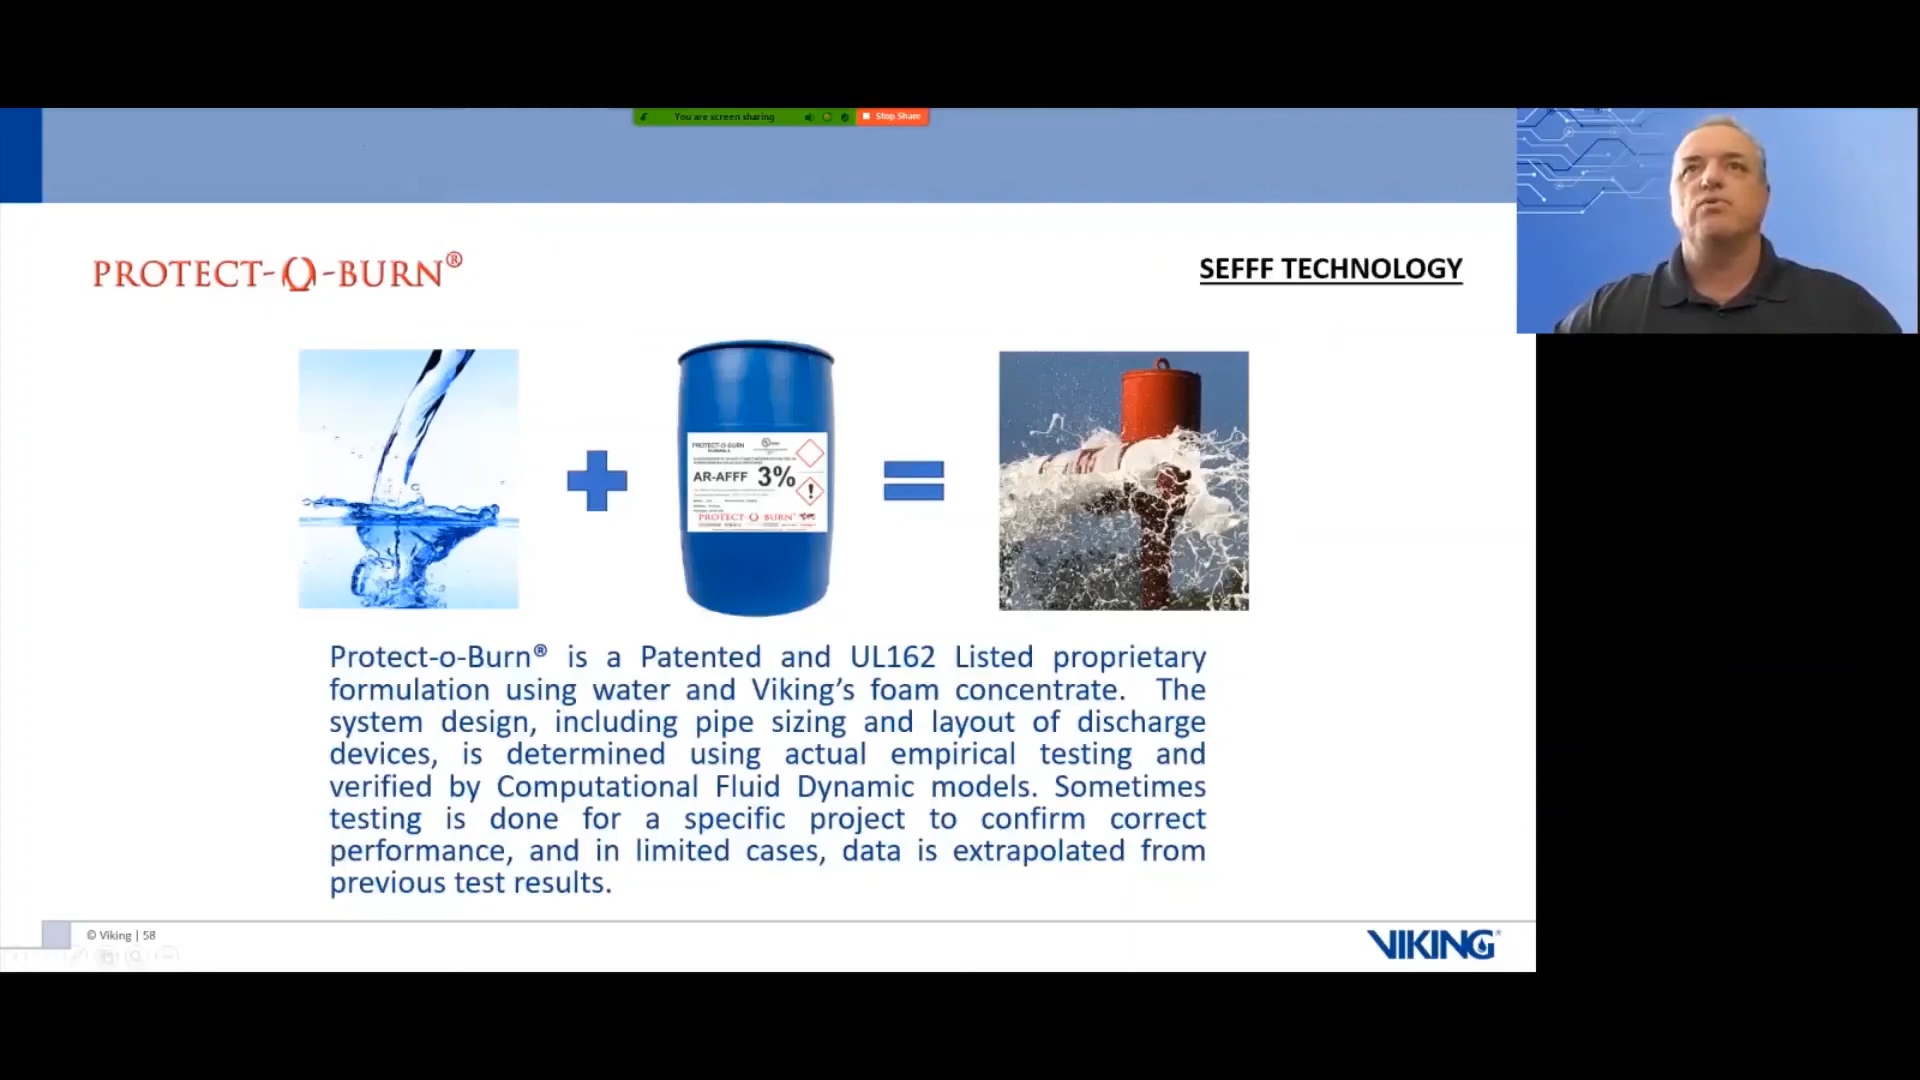 You are screen sharing
Stop Share
PROTECT-O-BURN®
SEFFF TECHNOLOGY
PROTECT-O-BURN
AR-AFFF 3%
PROTECT-O-BURN
Protect-o-Burn® is a Patented and UL162 Listed proprietary
formulation using water and Viking’s foam concentrate. The
system design, including pipe sizing and layout of discharge
devices, is determined using actual empirical testing and
verified by Computational Fluid Dynamic models. Sometimes
testing is done for a specific project to confirm correct
performance, and in limited cases, data is extrapolated from
previous test results.
© Viking | 58
VIKING